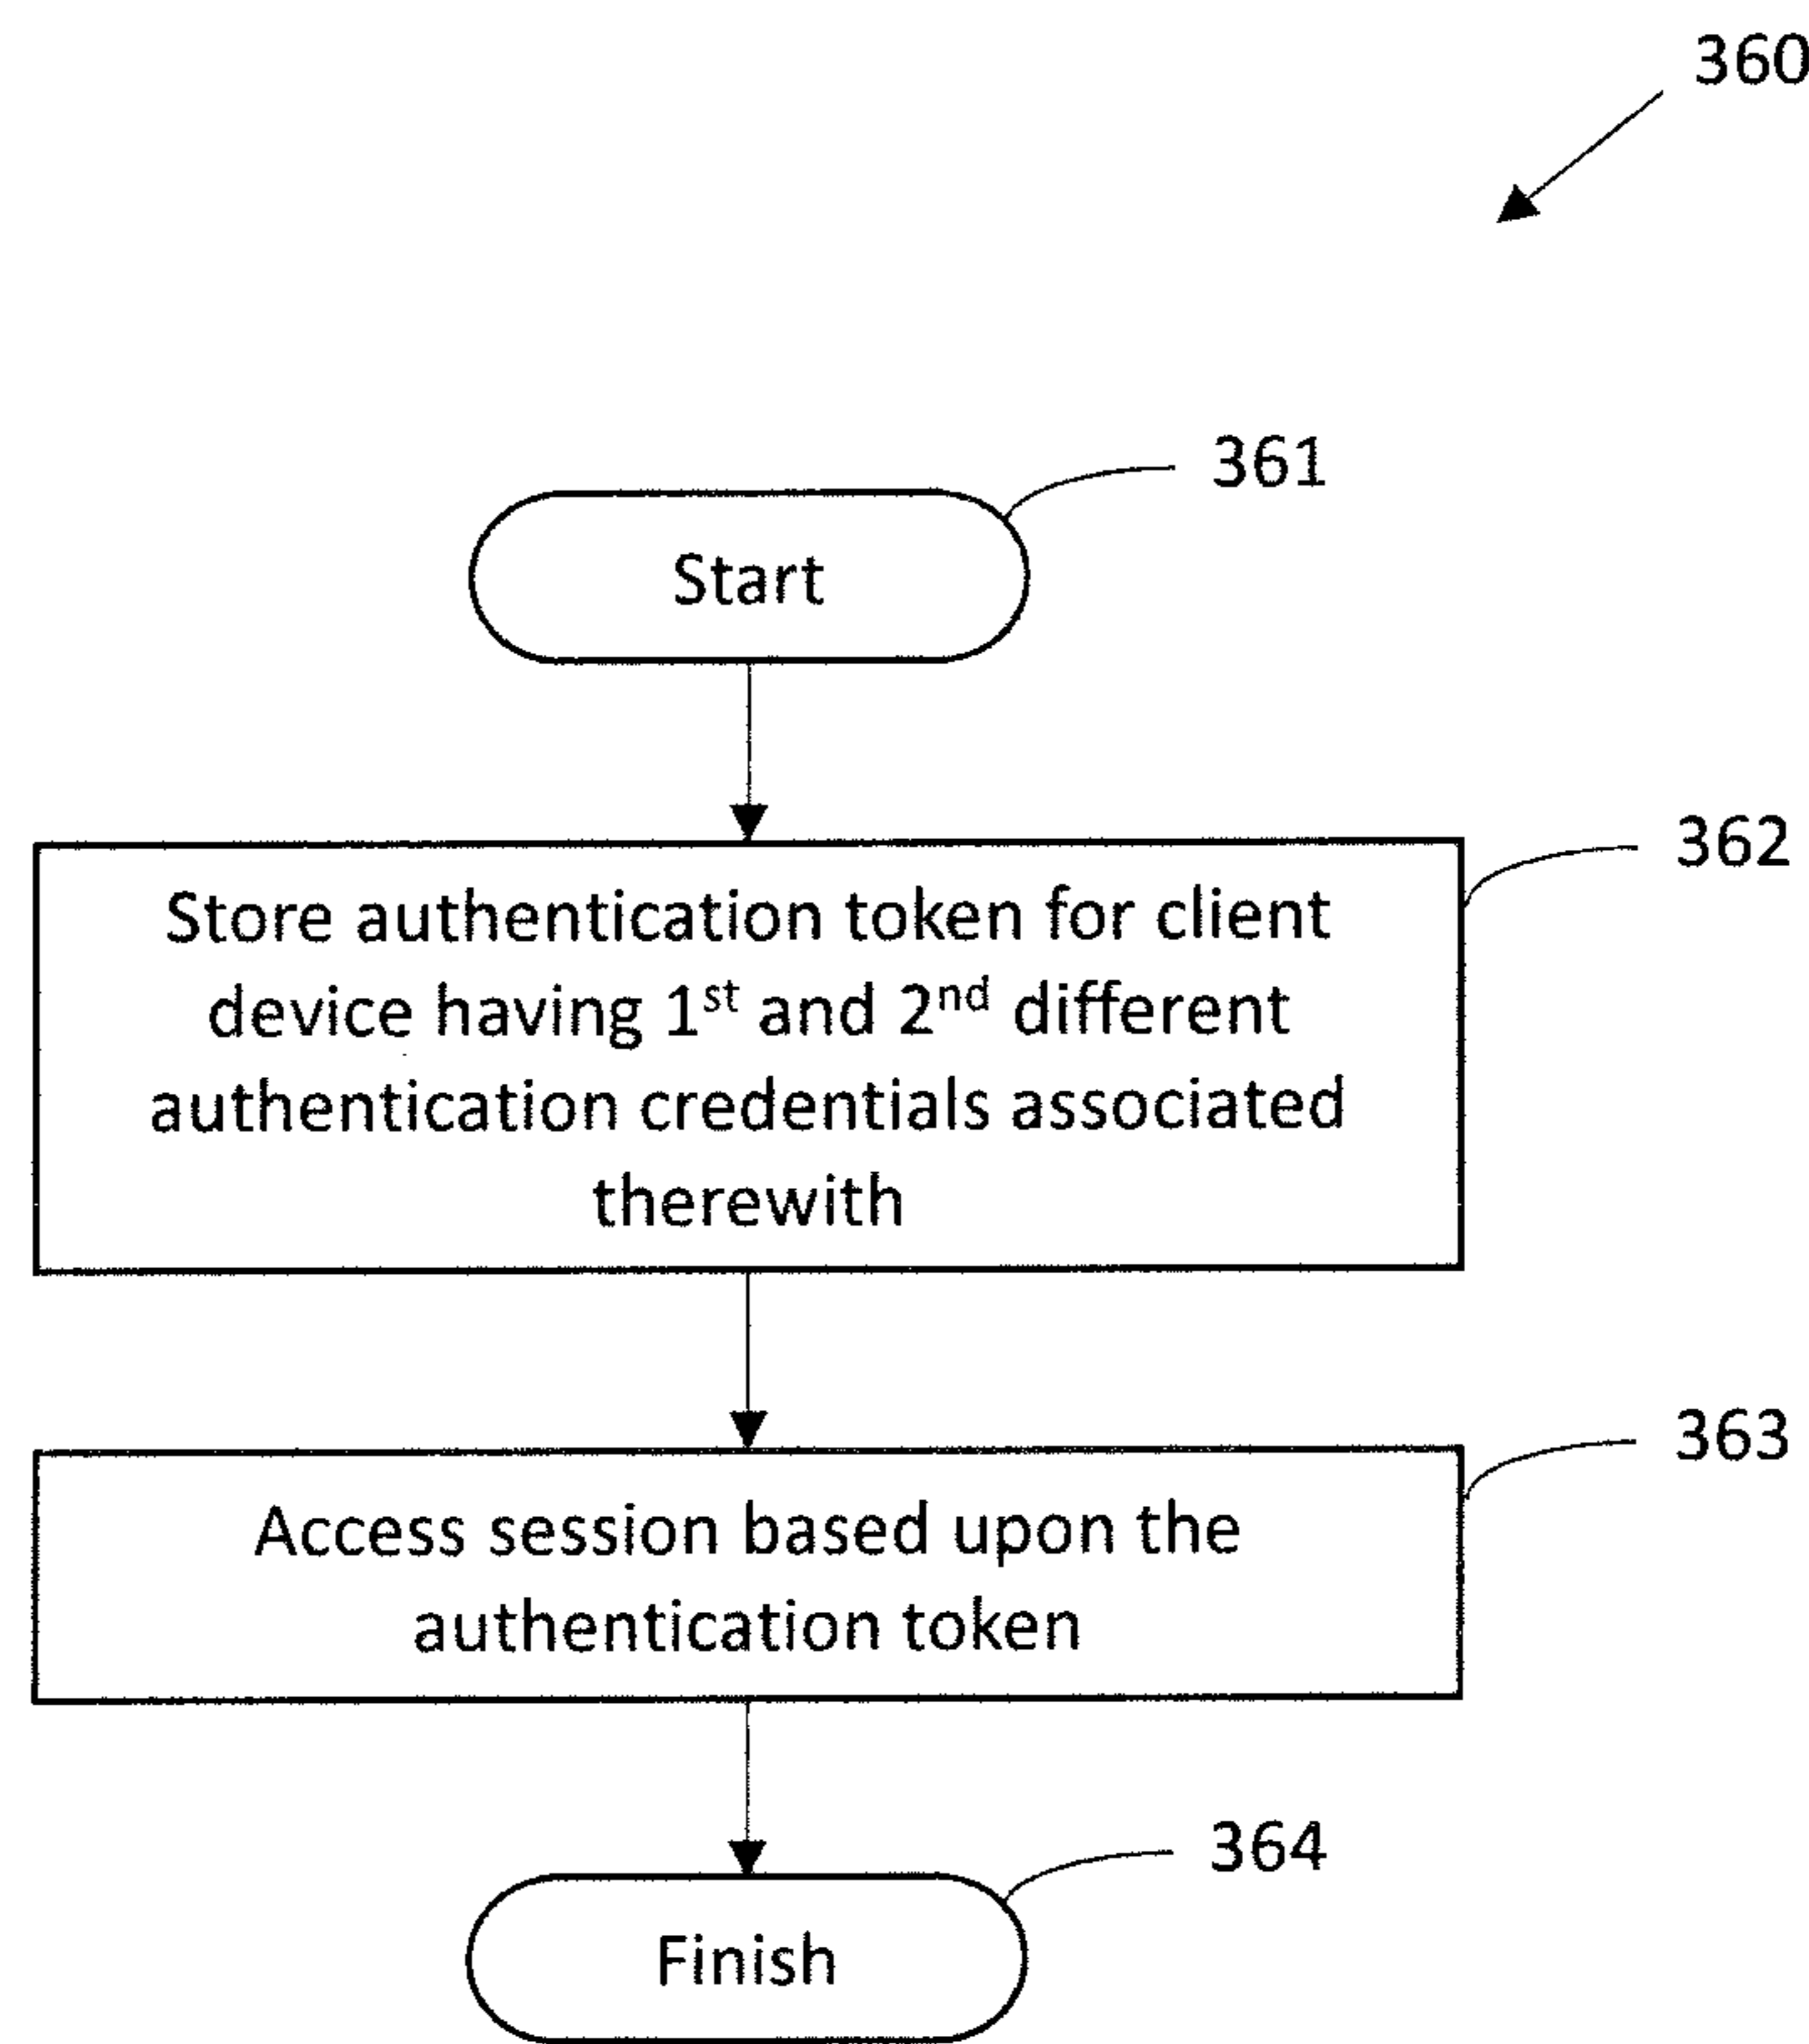 360
361
Start
362
Store authentication token for client
device having 1st and 2nd different
authentication credentials associated
therewith
363
Access session based upon the
authentication token
364
Finish